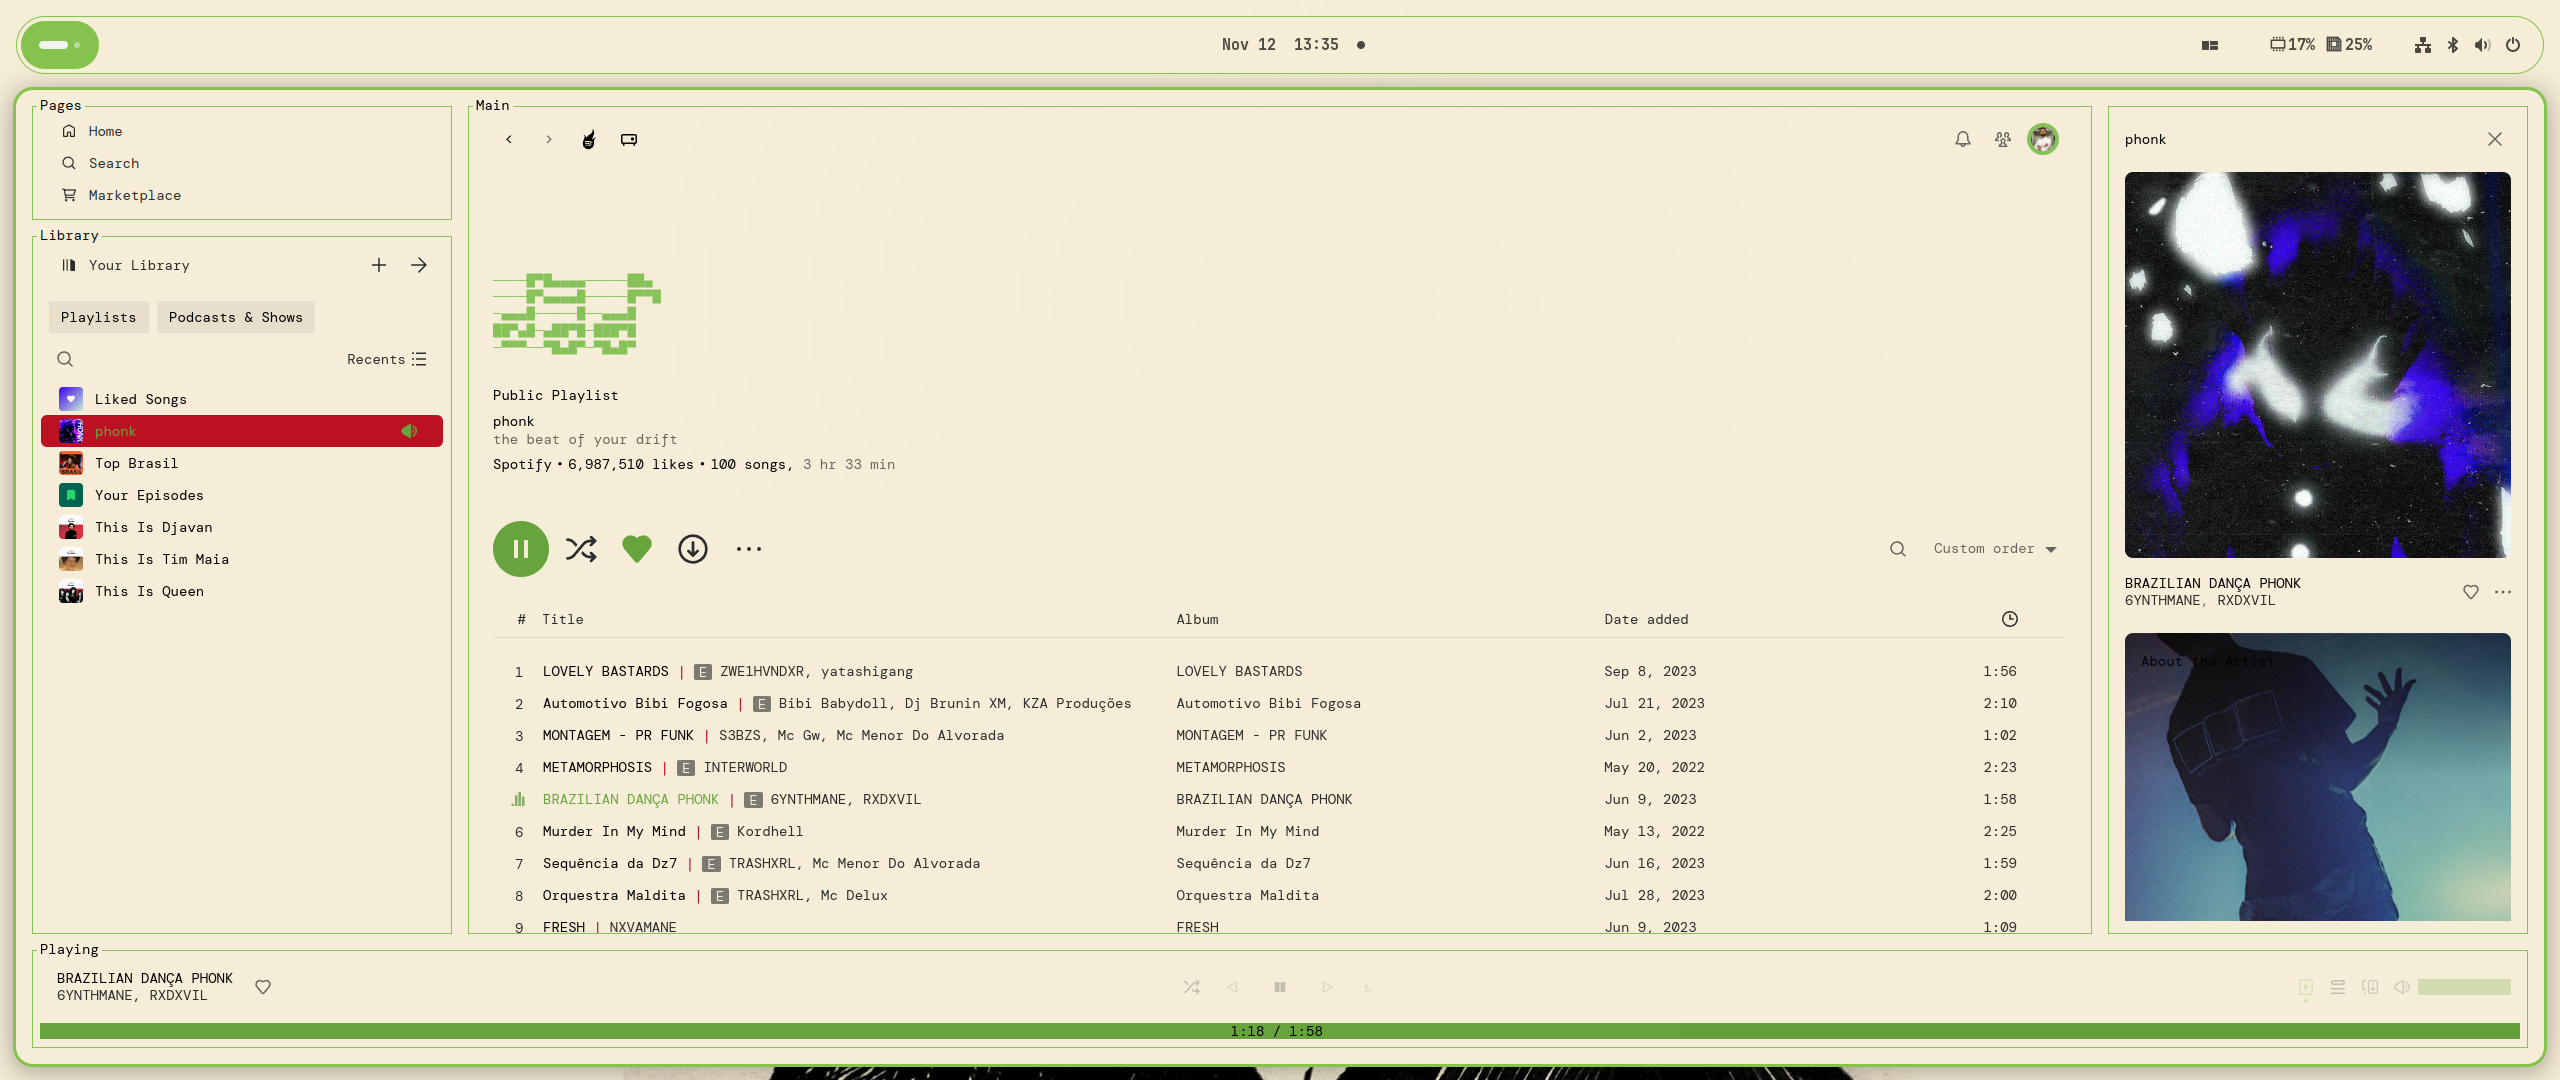 Nov 12  13:35
17% 25%
Pages
Home
Search
Marketplace
Library
Your Library
Playlists
Podcasts & Shows
Recents
Liked Songs
phonk
Top Brasil
Your Episodes
This Is Djavan
This Is Tim Maia
This Is Queen
Main
Public Playlist
phonk
the beat of your drift
Spotify • 6,987,510 likes • 100 songs, 3 hr 33 min
Custom order
# Title Album Date added
1 LOVELY BASTARDS | E ZWE1HVNDXR, yatashigang LOVELY BASTARDS Sep 8, 2023 1:56
2 Automotivo Bibi Fogosa | E Bibi Babydoll, Dj Brunin XM, KZA Produções Automotivo Bibi Fogosa Jul 21, 2023 2:10
3 MONTAGEM - PR FUNK | S3BZS, Mc Gw, Mc Menor Do Alvorada MONTAGEM - PR FUNK Jun 2, 2023 1:02
4 METAMORPHOSIS | E INTERWORLD METAMORPHOSIS May 20, 2022 2:23
BRAZILIAN DANÇA PHONK | E 6YNTHMANE, RXDXVIL BRAZILIAN DANÇA PHONK Jun 9, 2023 1:58
6 Murder In My Mind | E Kordhell Murder In My Mind May 13, 2022 2:25
7 Sequência da Dz7 | E TRASHXRL, Mc Menor Do Alvorada Sequência da Dz7 Jun 16, 2023 1:59
8 Orquestra Maldita | E TRASHXRL, Mc Delux Orquestra Maldita Jul 28, 2023 2:00
9 FRESH | NXVAMANE FRESH Jun 9, 2023 1:09
phonk
BRAZILIAN DANÇA PHONK
6YNTHMANE, RXDXVIL
About the Artist
Playing
BRAZILIAN DANÇA PHONK
6YNTHMANE, RXDXVIL
1:18 / 1:58